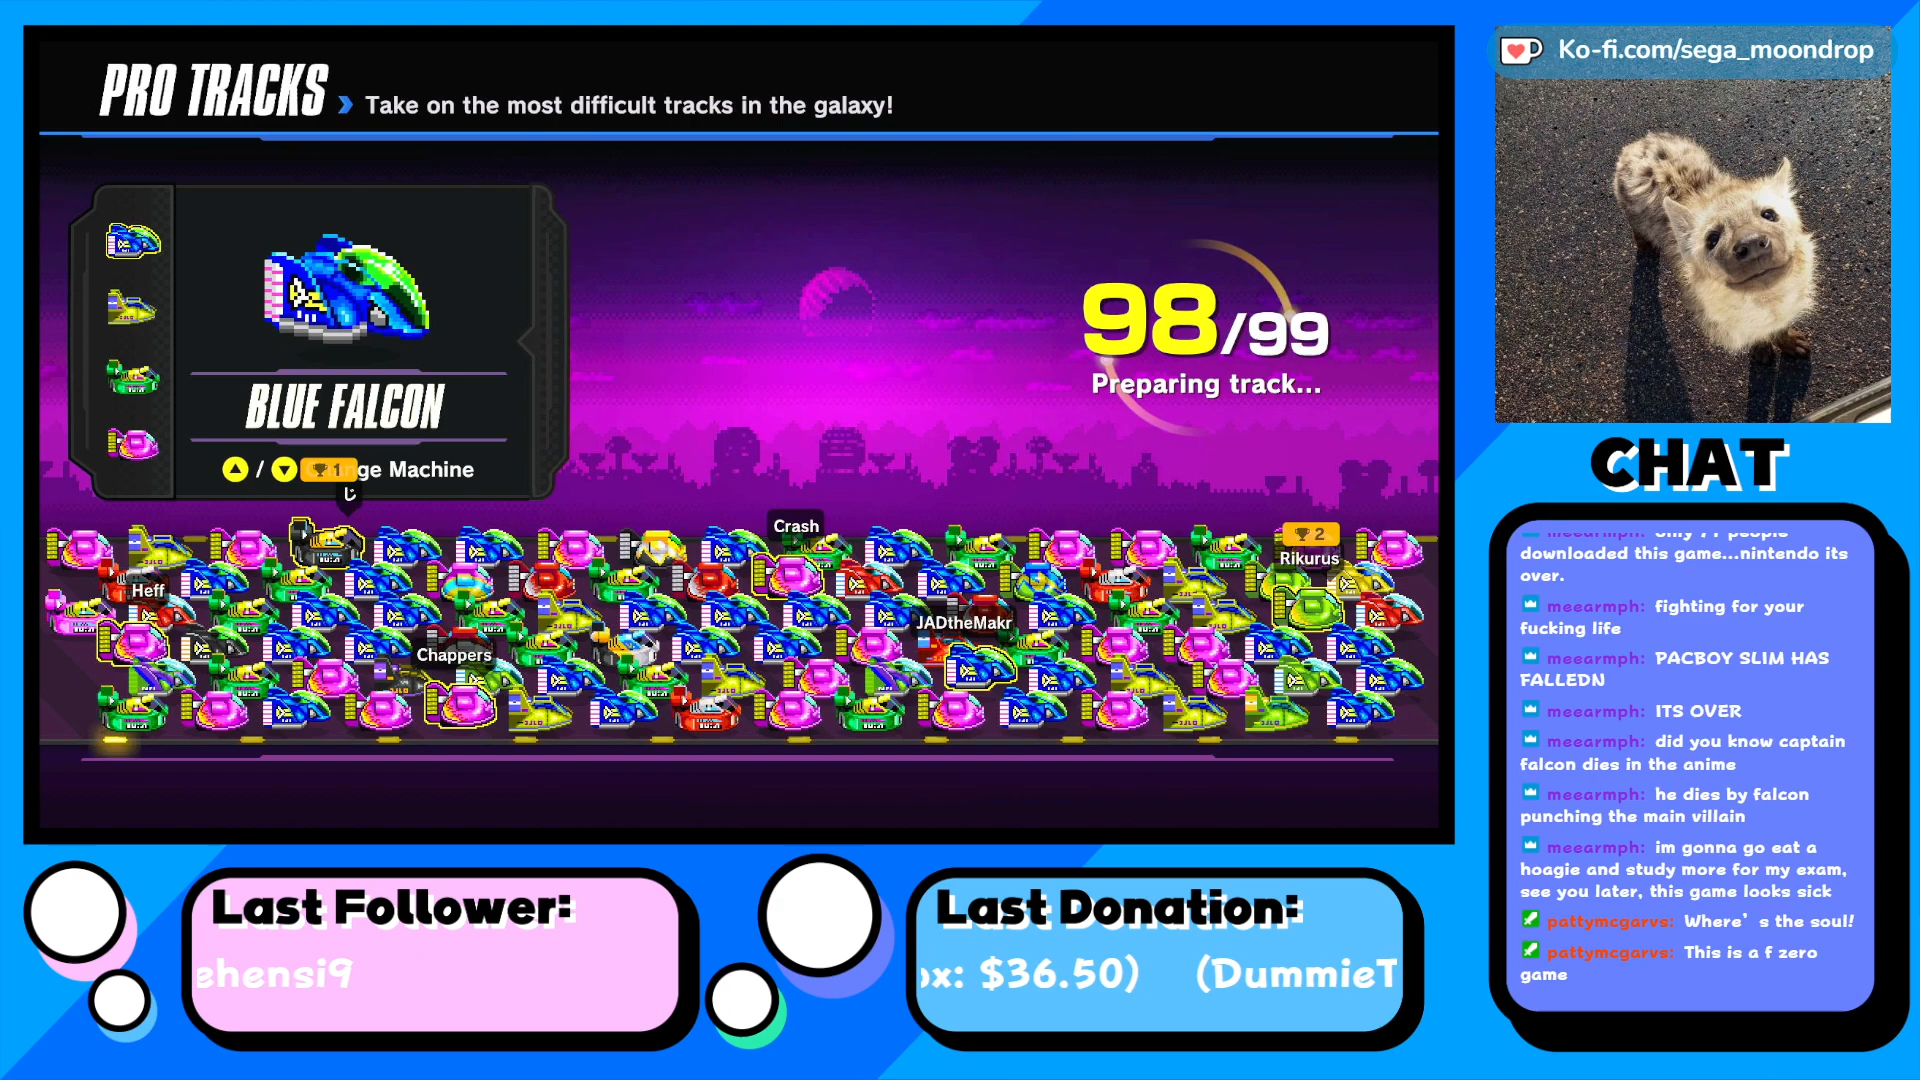 PRO TRACKS
Take on the most difficult tracks in the galaxy!
98/99
Preparing track...
BLUE FALCON
/
1
nge Machine
Crash
2
Rikurus
Heff
JADtheMakr
Chappers
Ko-fi.com/sega_moondrop
CHAT
downloaded this game...nintendo its
over.
meearmph: fighting for your
fucking life
meearmph: PACBOY SLIM HAS
FALLEDN
meearmph: ITS OVER
meearmph: did you know captain
falcon dies in the anime
meearmph: he dies by falcon
punching the main villain
meearmph: im gonna go eat a
hoagie and study more for my exam,
see you later, this game looks sick
pattymcgarvs: Where's the soul!
pattymcgarvs: This is a f zero
game
Last Follower:
ehensi9
Last Donation:
ox: $36.50) (DummieT